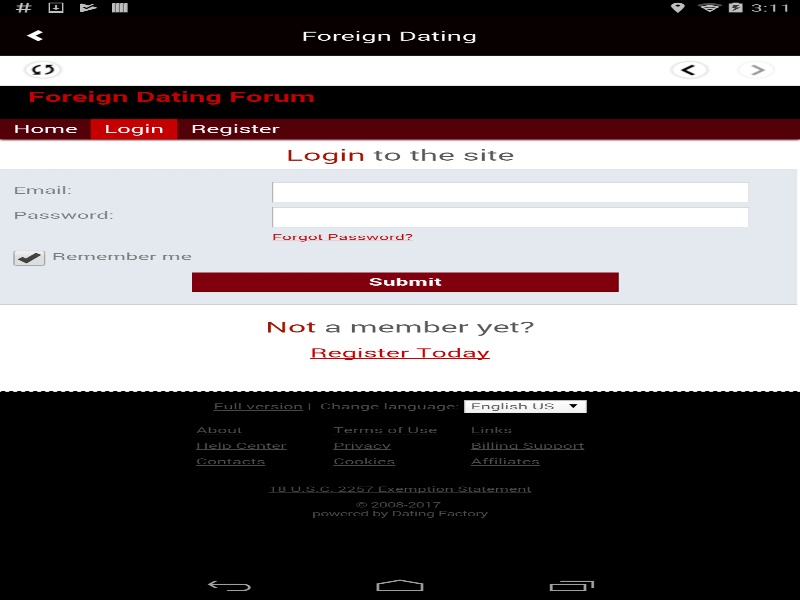 3:11
Foreign Dating
Foreign Dating Forum
Home Login Register
Login to the site
Email:
Password:
Forgot Password?
Remember me
Submit
Not a member yet?
Register Today
Full version | Change language: English US
About Terms of Use Links
Help Center Privacy Billing Support
Contacts Cookies Affiliates
18 U.S.C. 2257 Exemption Statement
© 2008-2017
powered by Dating Factory